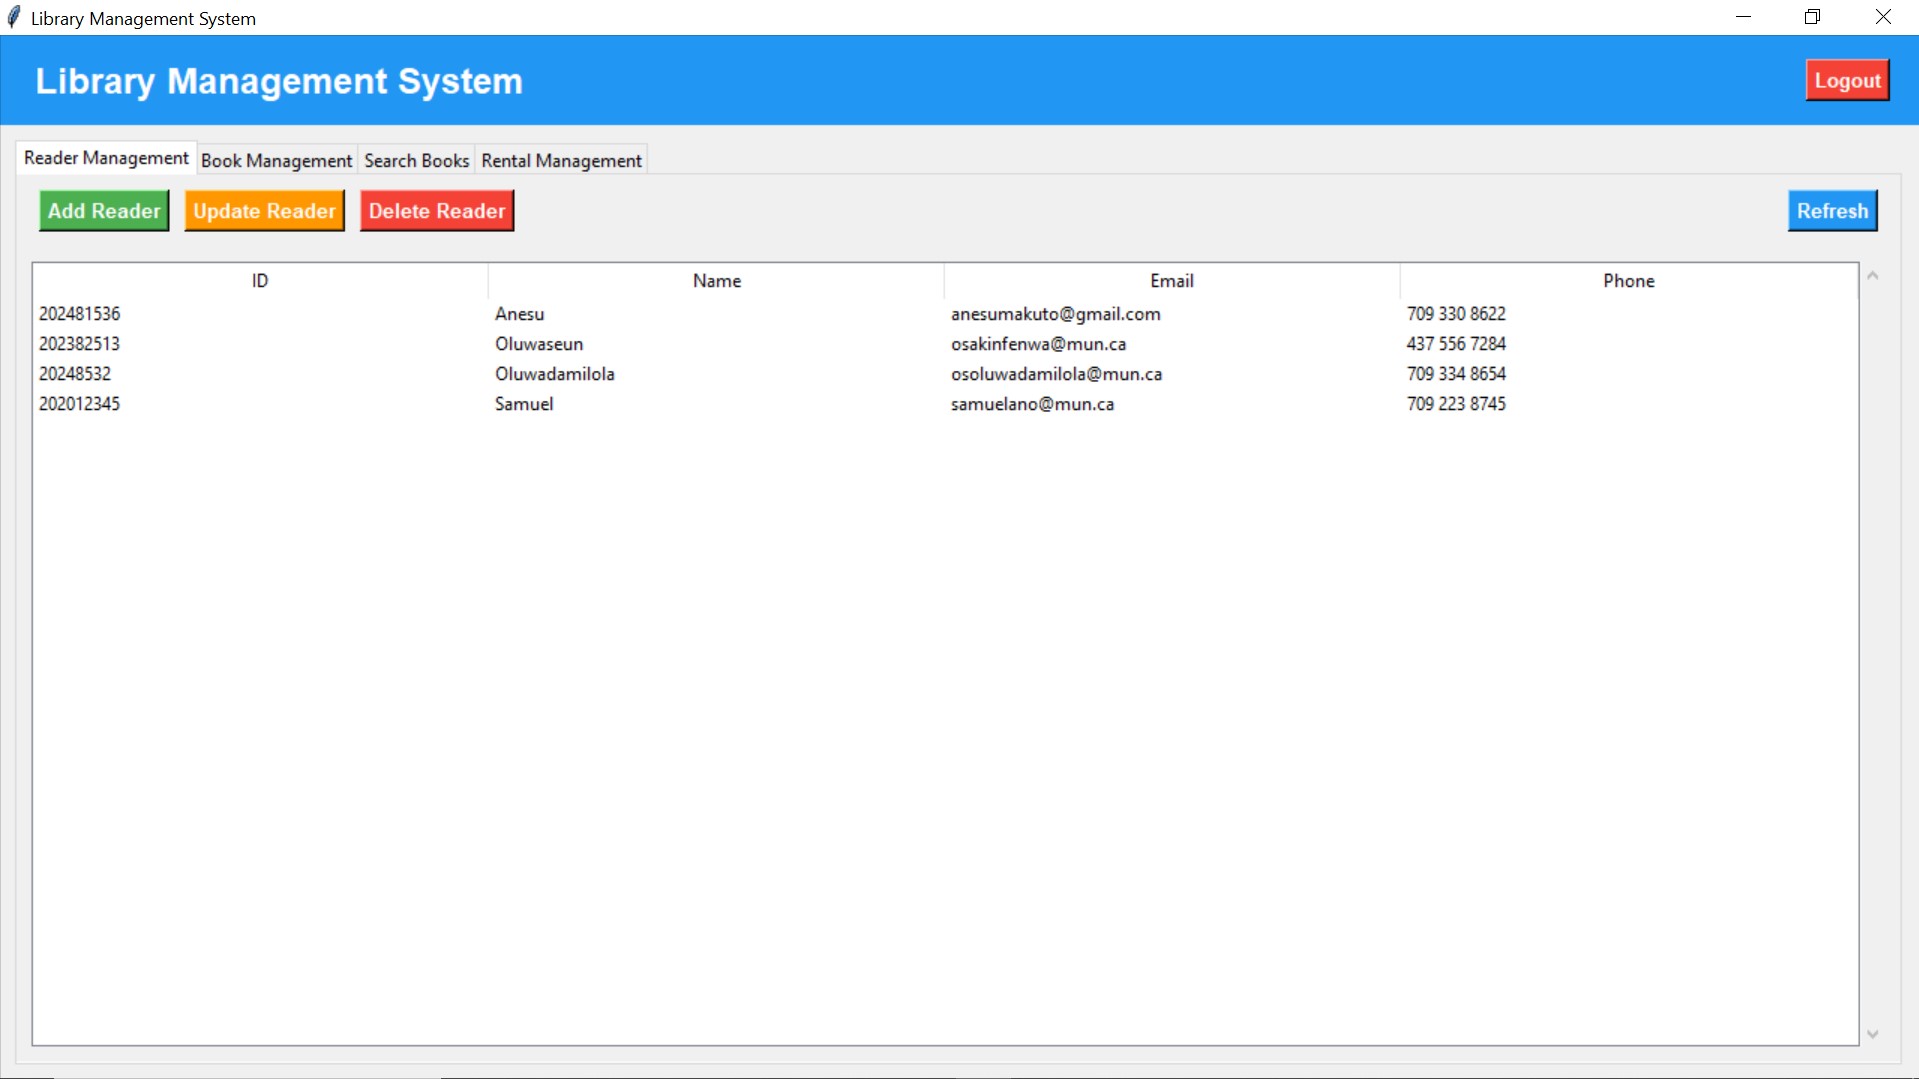 Library Management System
Library Management System Logout
Reader Management Book Management Search Books Rental Management
Add Reader Update Reader Delete Reader Refresh
ID Name Email Phone
202481536 Anesu anesumakuto@gmail.com 709 330 8622
202382513 Oluwaseun osakinfenwa@mun.ca 437 556 7284
20248532 Oluwadamilola osoluwadamilola@mun.ca 709 334 8654
202012345 Samuel samuelano@mun.ca 709 223 8745